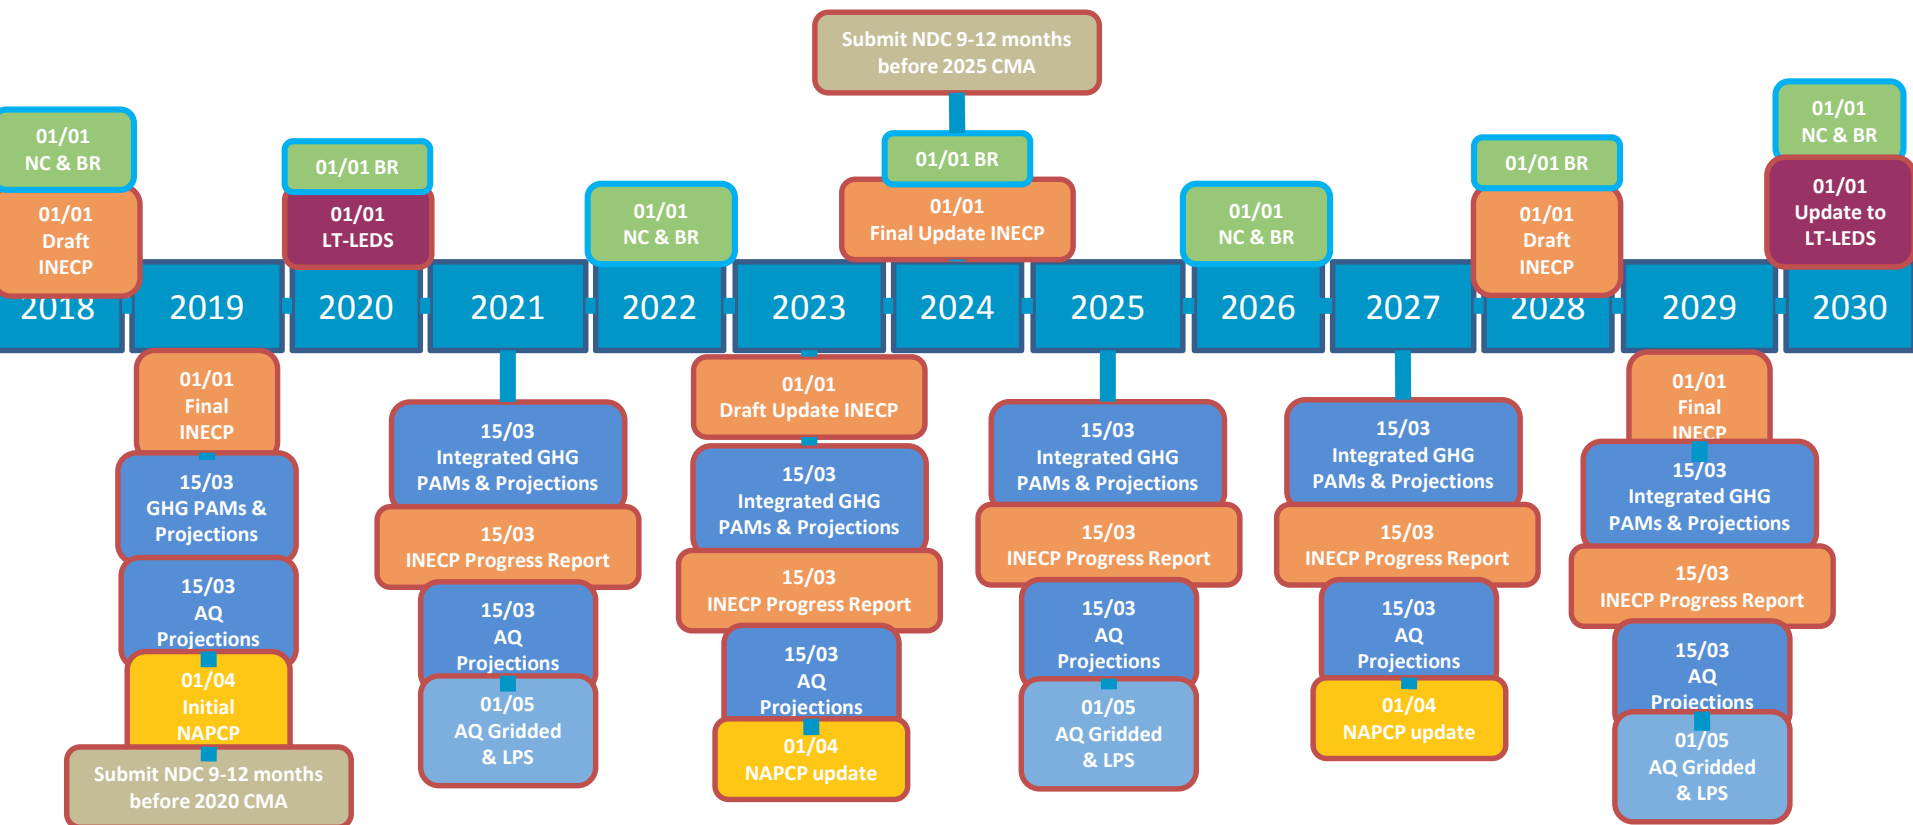 Submit NDC 9-12 months
before 2025 CMA
01/01
NC & BR
01/01
Draft
INECP
01/01 BR
01/01
LT-LEDS
01/01
NC & BR
01/01 BR
01/01
Final Update INECP
01/01
NC & BR
01/01 BR
01/01
Draft
INECP
01/01
NC & BR
01/01
Update to
LT-LEDS
2018
2019
2020
2021
2022
2023
2024
2025
2026
2027
2028
2029
2030
01/01
Final
INECP
15/03
GHG PAMs &
Projections
15/03
AQ
Projections
01/04
Initial
NAPCP
Submit NDC 9-12 months
before 2020 CMA
15/03
Integrated GHG
PAMs & Projections
15/03
INECP Progress Report
15/03
AQ
Projections
01/05
AQ Gridded
& LPS
01/01
Draft Update INECP
15/03
Integrated GHG
PAMs & Projections
15/03
INECP Progress Report
15/03
AQ
Projections
01/04
NAPCP update
15/03
Integrated GHG
PAMs & Projections
15/03
INECP Progress Report
15/03
AQ
Projections
01/05
AQ Gridded
& LPS
15/03
Integrated GHG
PAMs & Projections
15/03
INECP Progress Report
15/03
AQ
Projections
01/04
NAPCP update
01/01
Final
INECP
15/03
Integrated GHG
PAMs & Projections
15/03
INECP Progress Report
15/03
AQ
Projections
01/05
AQ Gridded
& LPS